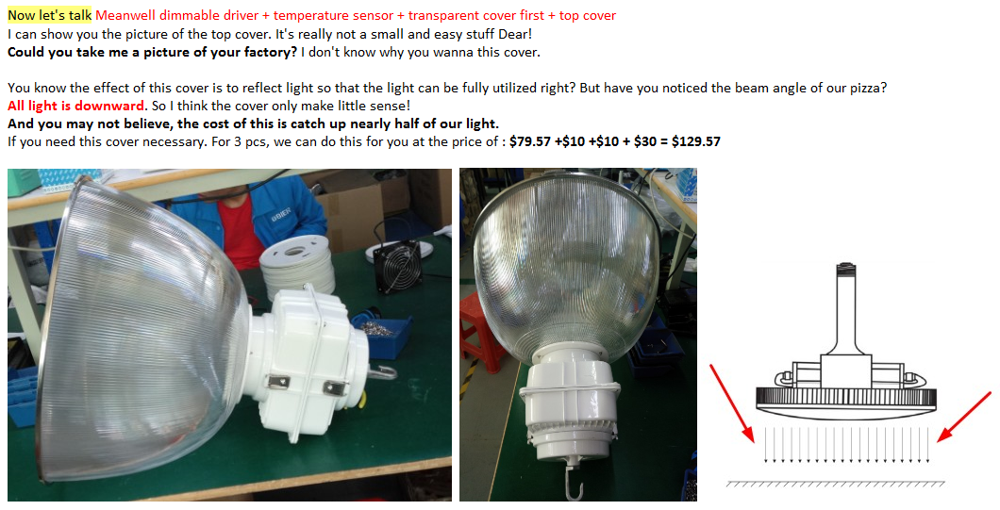 Now let's talk Meanwell dimmable driver + temperature sensor + transparent cover first + top cover
I can show you the picture of the top cover. It's really not a small and easy stuff Dear!
Could you take me a picture of your factory? I don't know why you wanna this cover.
You know the effect of this cover is to reflect light so that the light can be fully utilized right? But have you noticed the beam angle of our pizza?
All light is downward. So I think the cover only make little sense!
And you may not believe, the cost of this is catch up nearly half of our light.
If you need this cover necessary. For 3 pcs, we can do this for you at the price of : $79.57 +$10 +$10 + $30 = $129.57